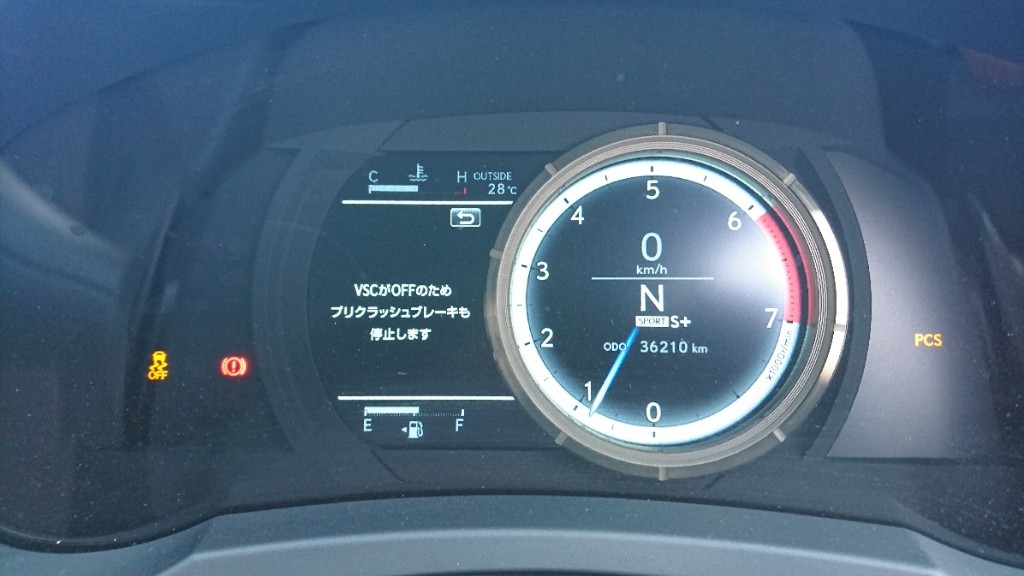 C H OUTSIDE
28℃
VSCがOFFのため
プリクラッシュブレーキも
停止します
OFF
E F
5
4 6
3
2 7
1 0
x1000r/min
0
km/h
N
SPORT S+
ODO 36210 km
PCS